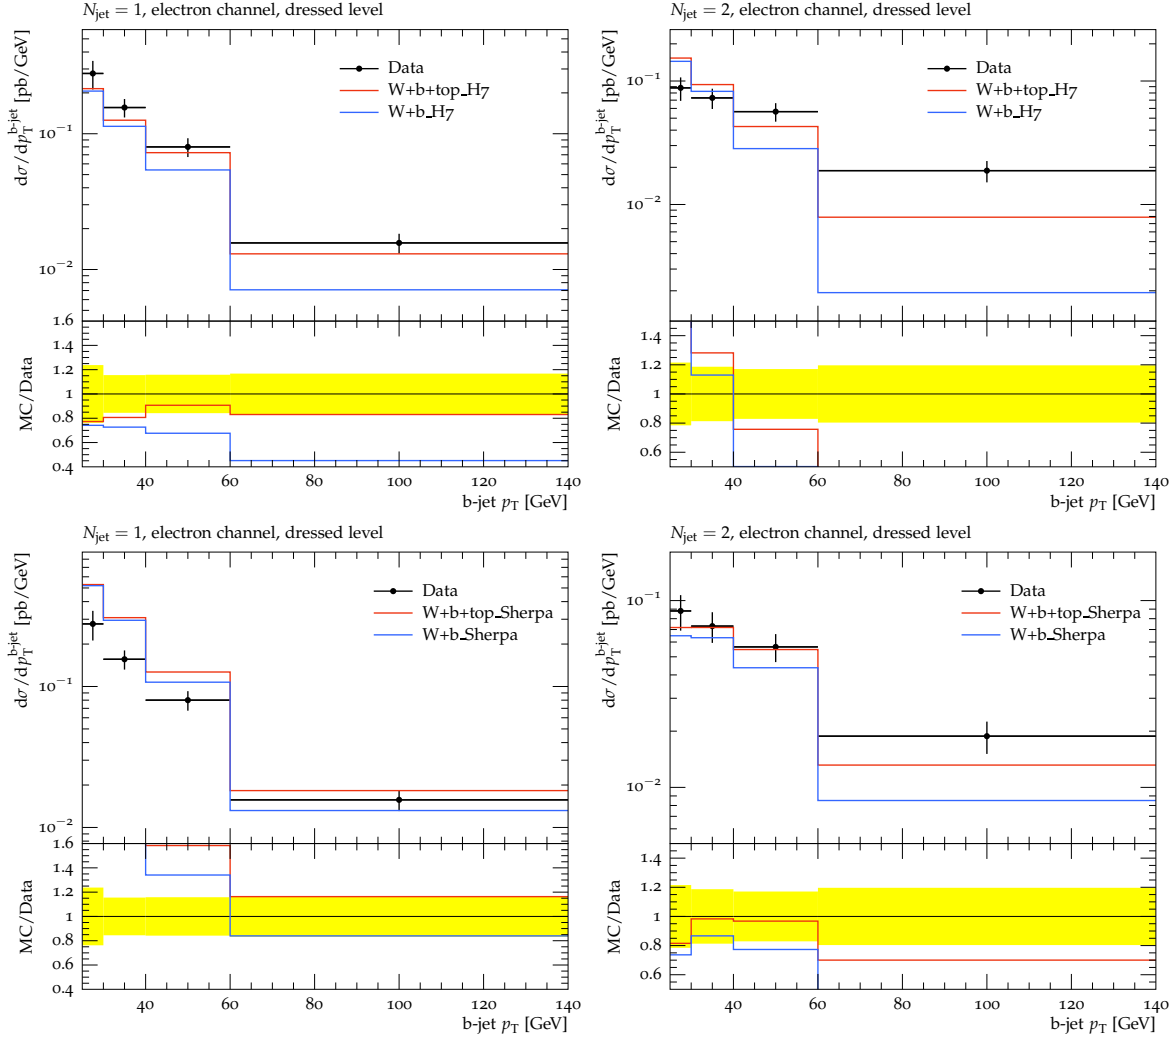 N_jet = 1, electron channel, dressed level
dσ/dp_T^b-jet [pb/GeV]
Data
W+b+top_H7
W+b_H7
10^−1
10^−2
MC/Data
1.6
1.4
1.2
1
0.8
0.6
0.4
40 60 80 100 120 140
b-jet p_T [GeV]
N_jet = 2, electron channel, dressed level
dσ/dp_T^b-jet [pb/GeV]
Data
W+b+top_H7
W+b_H7
10^−1
10^−2
MC/Data
1.4
1.2
1
0.8
0.6
40 60 80 100 120 140
b-jet p_T [GeV]
N_jet = 1, electron channel, dressed level
dσ/dp_T^b-jet [pb/GeV]
Data
W+b+top_Sherpa
W+b_Sherpa
10^−1
10^−2
MC/Data
1.6
1.4
1.2
1
0.8
0.6
0.4
40 60 80 100 120 140
b-jet p_T [GeV]
N_jet = 2, electron channel, dressed level
dσ/dp_T^b-jet [pb/GeV]
Data
W+b+top_Sherpa
W+b_Sherpa
10^−1
10^−2
MC/Data
1.4
1.2
1
0.8
0.6
40 60 80 100 120 140
b-jet p_T [GeV]